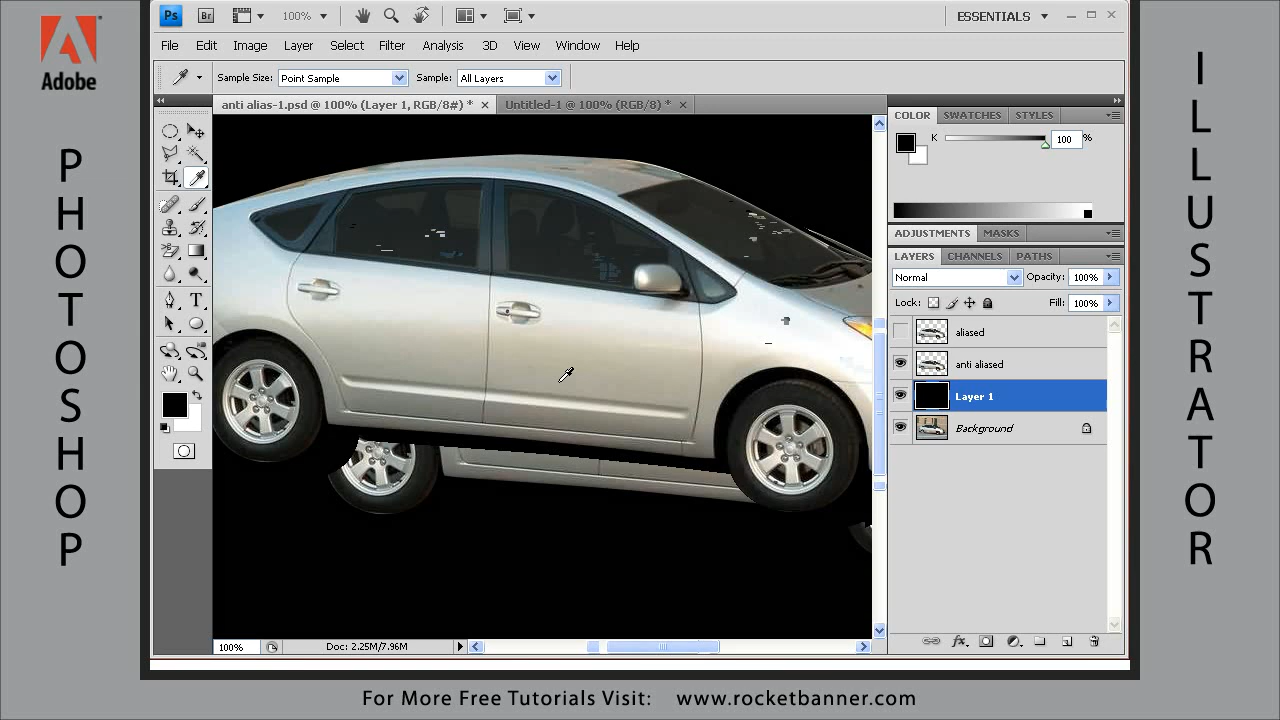 Adobe
PHOTOSHOP
ILLUSTRATOR
Ps
Br
100%
ESSENTIALS
File Edit Image Layer Select Filter Analysis 3D View Window Help
Sample Size: Point Sample Sample: All Layers
anti alias-1.psd @ 100% (Layer 1, RGB/8#) * Untitled-1 @ 100% (RGB/8) *
COLOR SWATCHES STYLES
K 100 %
ADJUSTMENTS MASKS
LAYERS CHANNELS PATHS
Normal Opacity: 100%
Lock: Fill: 100%
aliased
anti aliased
Layer 1
Background
T
100% Doc: 2.25M/7.96M
fx
For More Free Tutorials Visit: www.rocketbanner.com